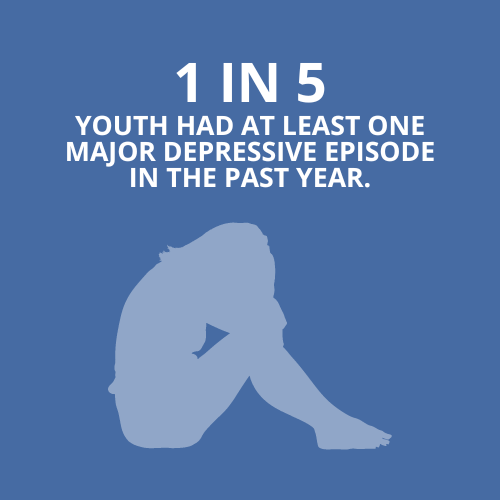 1 IN 5
YOUTH HAD AT LEAST ONE
MAJOR DEPRESSIVE EPISODE
IN THE PAST YEAR.